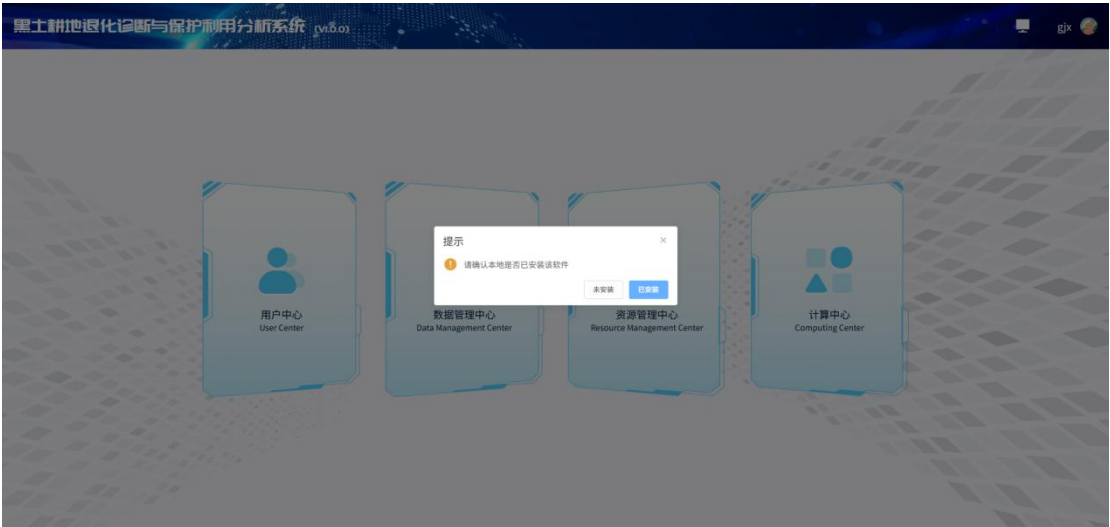 黑土耕地退化诊断与保护利用分析系统 (V1.0.0)
gjx
提示
请确认本地是否已安装该软件
未安装
已安装
用户中心
User Center
数据管理中心
Data Management Center
资源管理中心
Resource Management Center
计算中心
Computing Center